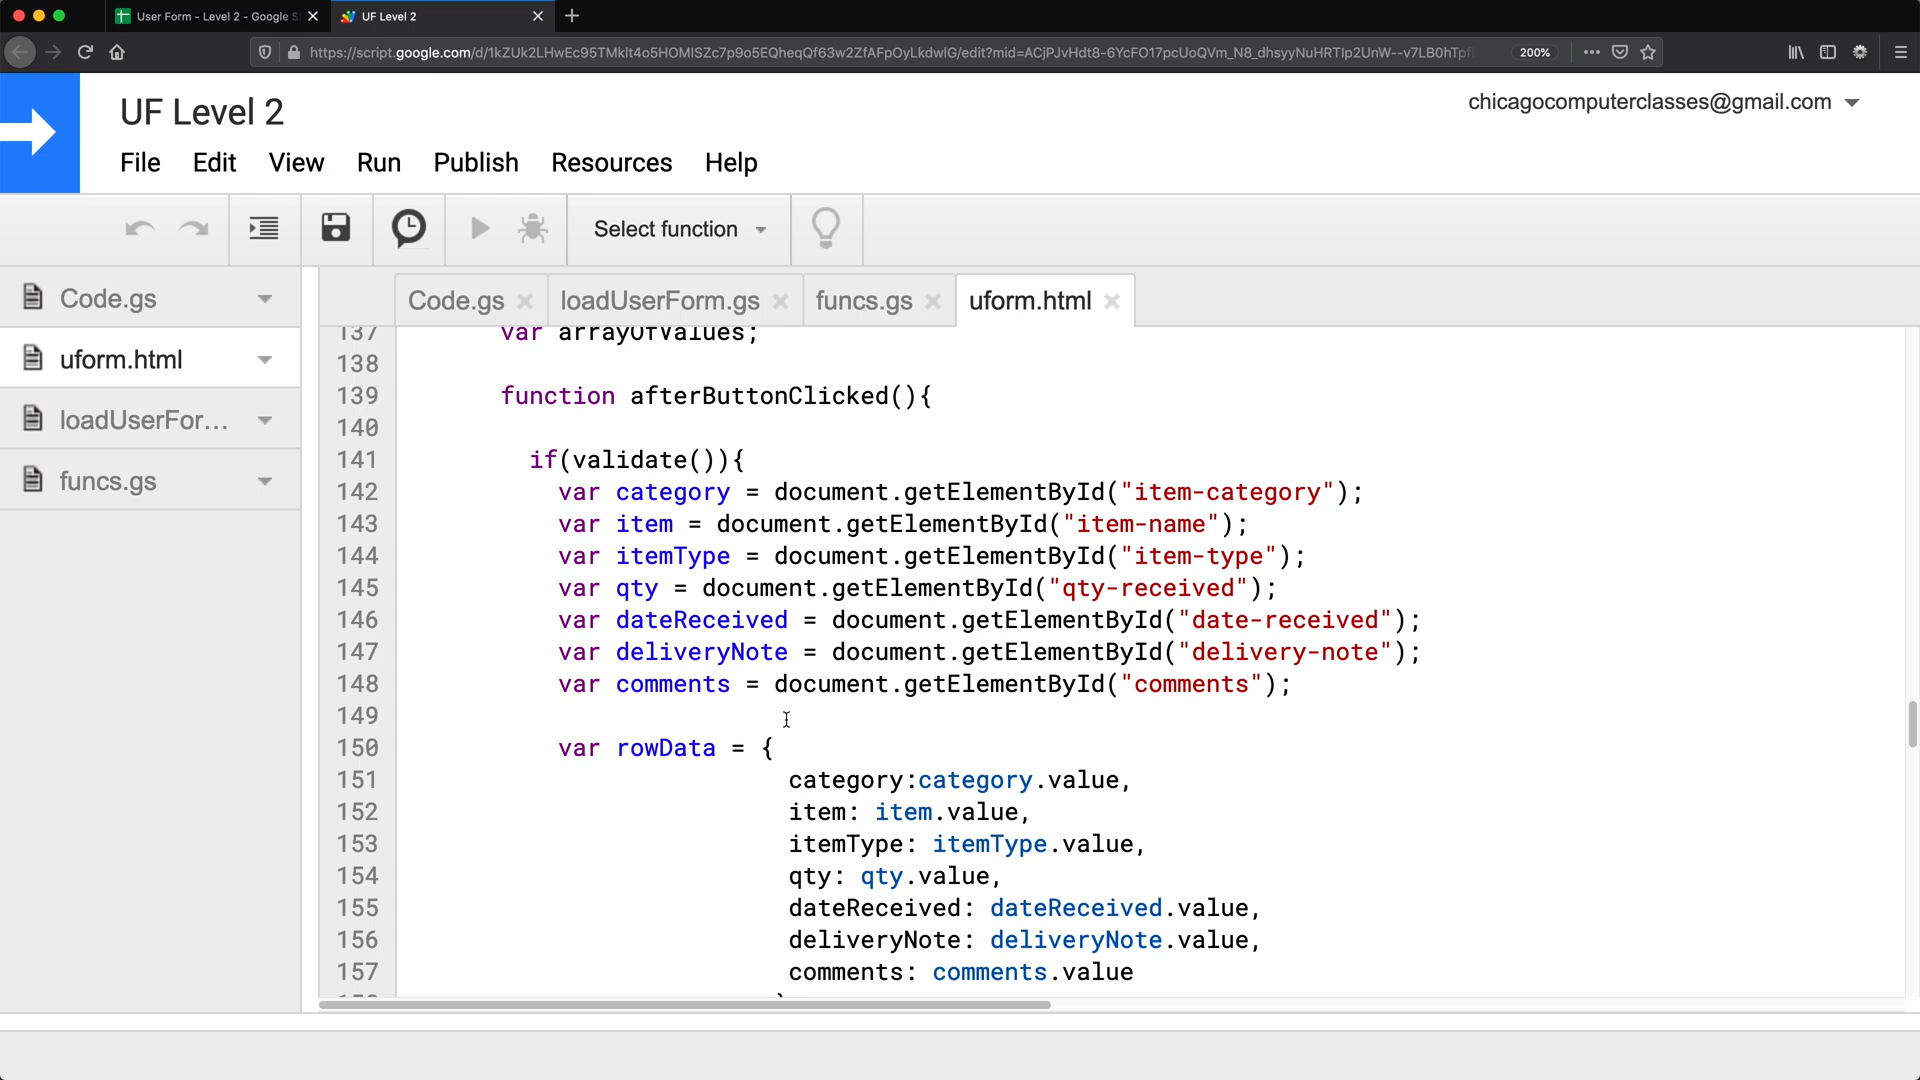 User Form - Level 2 - Google S
UF Level 2
https://script.google.com/d/1kZUk2LHwEc95TMklt4o5HOMlSZc7p9o5EQheqQf63w2ZfAFpOyLkdwlG/edit?mid=ACjPJvHdt8-6YcFO17pcUoQVm_N8_dhsyyNuHRTlp2UnW--v7LB0hTpf
200%
UF Level 2
chicagocomputerclasses@gmail.com
File Edit View Run Publish Resources Help
Select function
Code.gs
uform.html
loadUserFor...
funcs.gs
Code.gs loadUserForm.gs funcs.gs uform.html
137 var arrayOfValues;
138
139 function afterButtonClicked(){
140
141 if(validate()){
142 var category = document.getElementById("item-category");
143 var item = document.getElementById("item-name");
144 var itemType = document.getElementById("item-type");
145 var qty = document.getElementById("qty-received");
146 var dateReceived = document.getElementById("date-received");
147 var deliveryNote = document.getElementById("delivery-note");
148 var comments = document.getElementById("comments");
149
150 var rowData = {
151 category:category.value,
152 item: item.value,
153 itemType: itemType.value,
154 qty: qty.value,
155 dateReceived: dateReceived.value,
156 deliveryNote: deliveryNote.value,
157 comments: comments.value